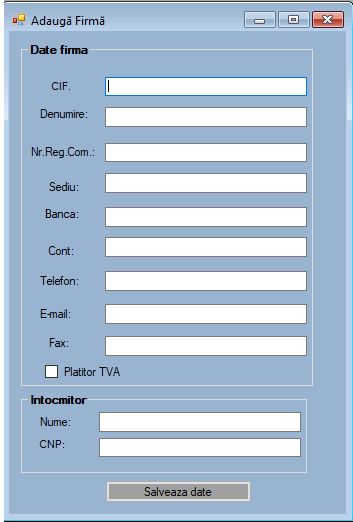 Adaugă Firmă
Date firma
CIF.
Denumire:
Nr.Reg.Com.:
Sediu:
Banca:
Cont:
Telefon:
E-mail:
Fax:
Platitor TVA
Intocmitor
Nume:
CNP:
Salveaza date